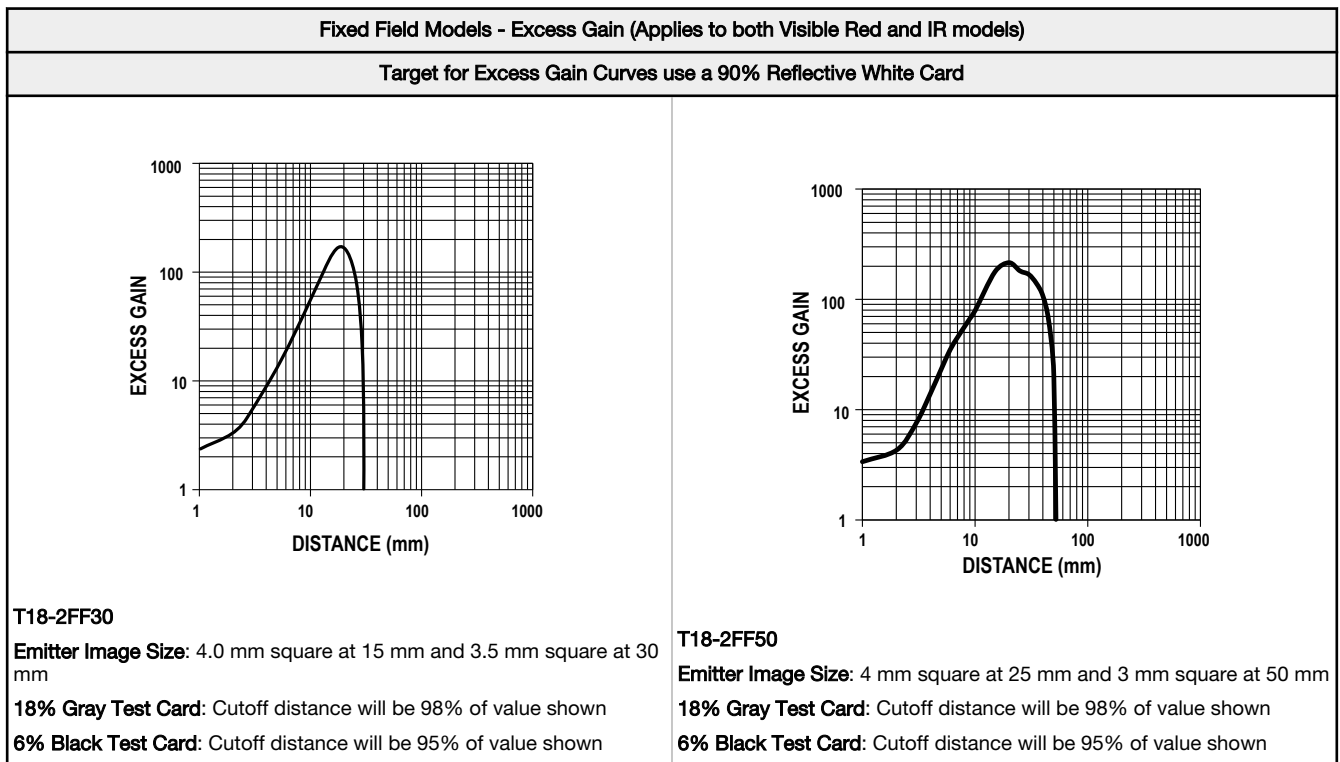 Fixed Field Models - Excess Gain (Applies to both Visible Red and IR models)
Target for Excess Gain Curves use a 90% Reflective White Card
1000
100
10
1
EXCESS GAIN
1 10 100 1000
DISTANCE (mm)
T18-2FF30
Emitter Image Size: 4.0 mm square at 15 mm and 3.5 mm square at 30
mm
18% Gray Test Card: Cutoff distance will be 98% of value shown
6% Black Test Card: Cutoff distance will be 95% of value shown
1000
100
10
1
EXCESS GAIN
1 10 100 1000
DISTANCE (mm)
T18-2FF50
Emitter Image Size: 4 mm square at 25 mm and 3 mm square at 50 mm
18% Gray Test Card: Cutoff distance will be 98% of value shown
6% Black Test Card: Cutoff distance will be 95% of value shown